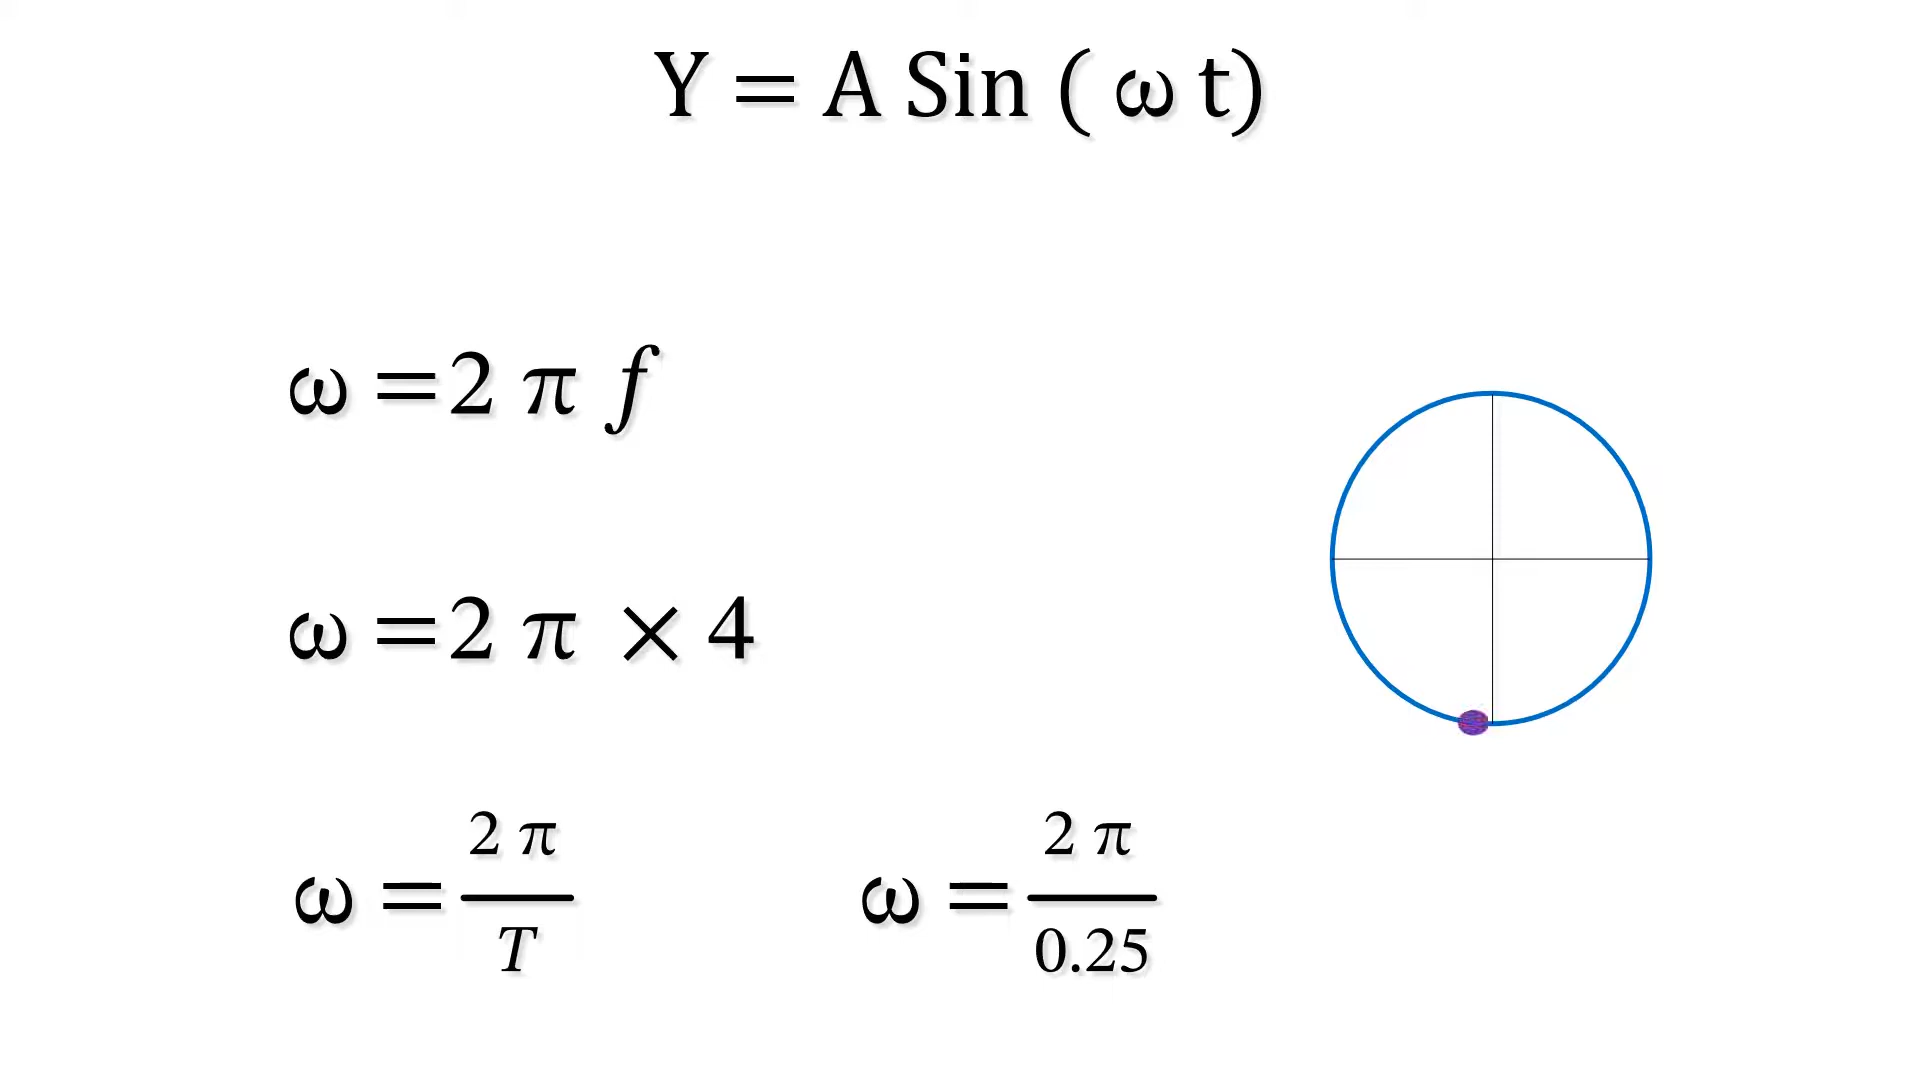 Y = A Sin ( ω t)
ω = 2 π f
ω = 2 π × 4
ω = 2 π / T
ω = 2 π / 0.25